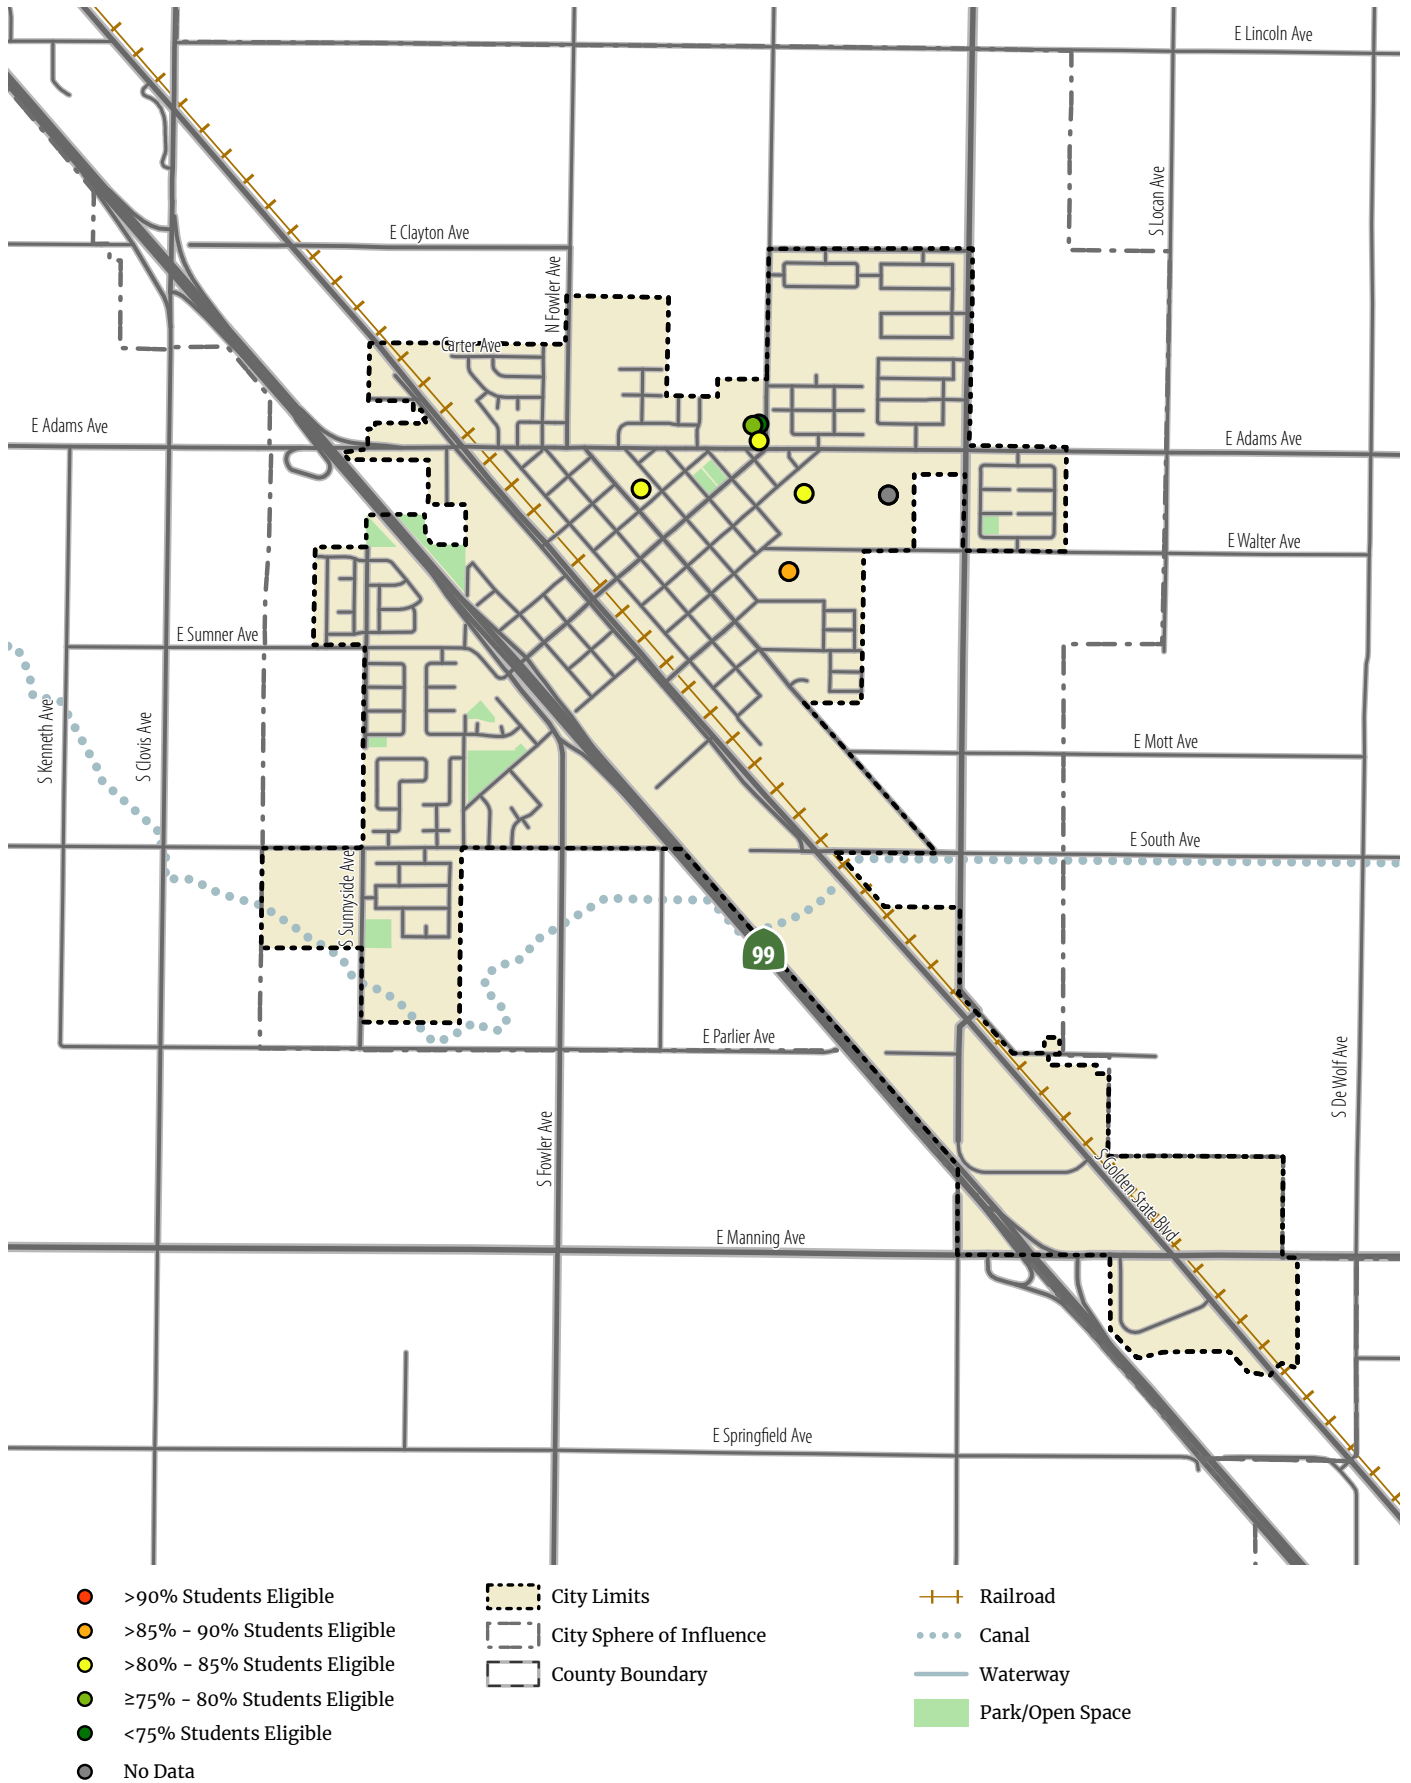 E Lincoln Ave
S Locan Ave
E Clayton Ave
N Fowler Ave
Carter Ave
E Adams Ave
E Adams Ave
E Walter Ave
E Sumner Ave
S Kenneth Ave
S Clovis Ave
E Mott Ave
E South Ave
S Sunnyside Ave
99
E Parlier Ave
S De Wolf Ave
S Fowler Ave
S Golden State Blvd
E Manning Ave
E Springfield Ave
>90% Students Eligible
>85% - 90% Students Eligible
>80% - 85% Students Eligible
≥75% - 80% Students Eligible
<75% Students Eligible
No Data
City Limits
City Sphere of Influence
County Boundary
Railroad
Canal
Waterway
Park/Open Space